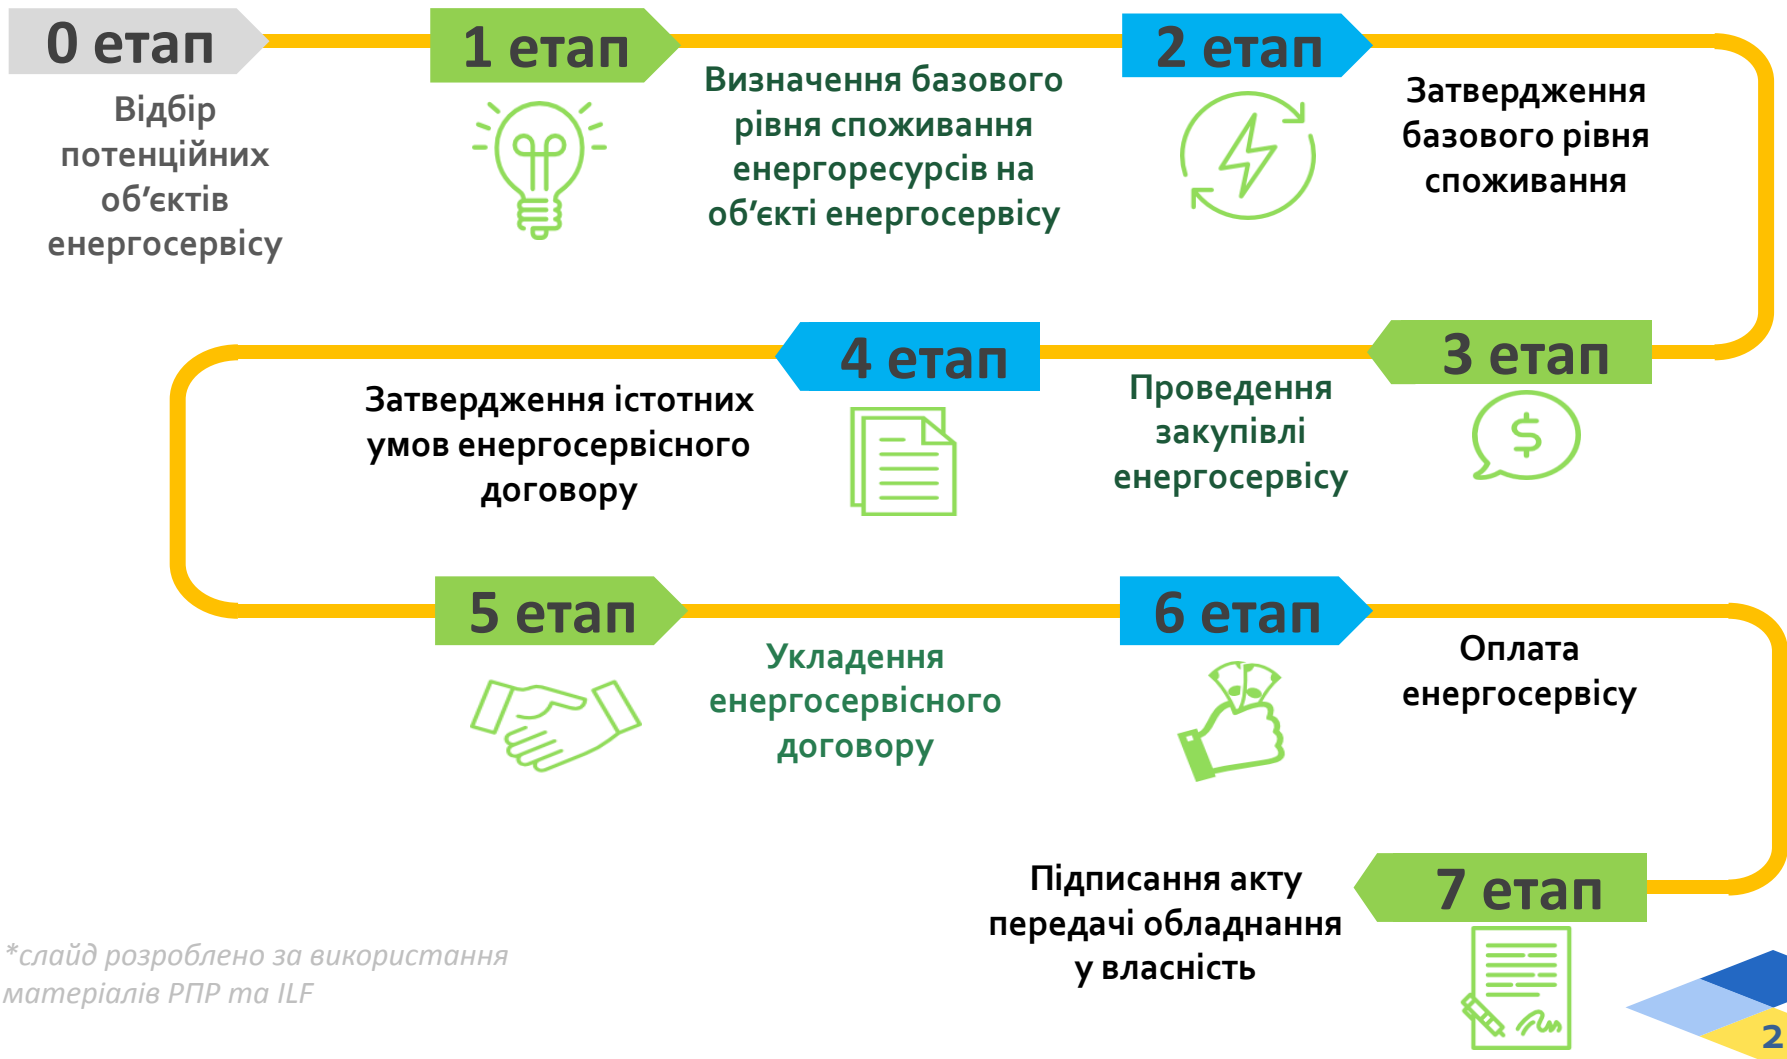 0 етап
Відбір
потенційних
об’єктів
енергосервісу
1 етап
Визначення базового
рівня споживання
енергоресурсів на
об’єкті енергосервісу
2 етап
Затвердження
базового рівня
споживання
3 етап
$
Проведення
закупівлі
енергосервісу
4 етап
Затвердження істотних
умов енергосервісного
договору
5 етап
Укладення
енергосервісного
договору
6 етап
Оплата
енергосервісу
7 етап
Підписання акту
передачі обладнання
у власність
*слайд розроблено за використання
матеріалів РПР та ILF
2